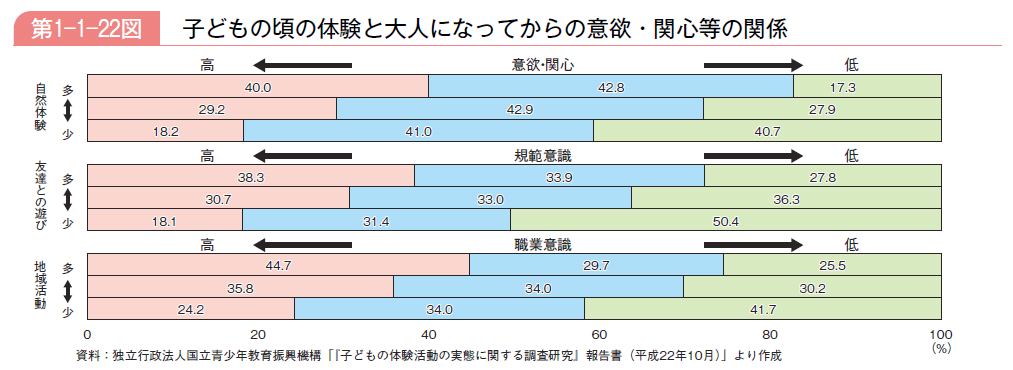 第1-1-22図 子どもの頃の体験と大人になってからの意欲・関心等の関係
高 意欲・関心 低
自然体験
多
少
40.0 42.8 17.3
29.2 42.9 27.9
18.2 41.0 40.7
高 規範意識 低
友達との遊び
多
少
38.3 33.9 27.8
30.7 33.0 36.3
18.1 31.4 50.4
高 職業意識 低
地域活動
多
少
44.7 29.7 25.5
35.8 34.0 30.2
24.2 34.0 41.7
0 20 40 60 80 100
(%)
資料：独立行政法人国立青少年教育振興機構「『子どもの体験活動の実態に関する調査研究』報告書（平成22年10月）」より作成